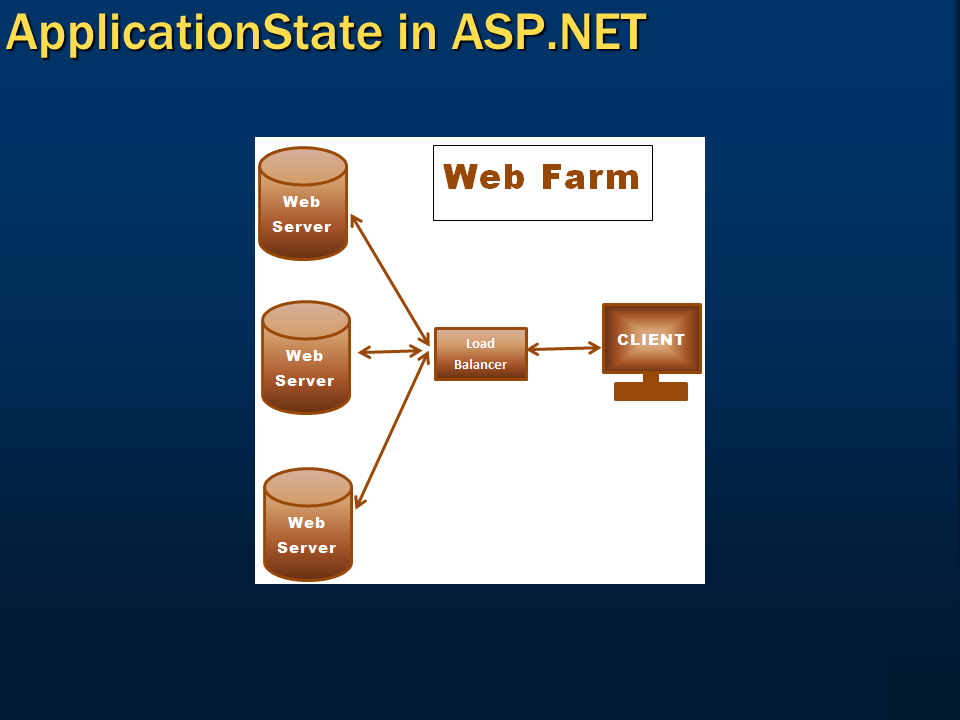 ApplicationState in ASP.NET
Web Farm
Web
Server
Web
Server
Load
Balancer
CLIENT
Web
Server